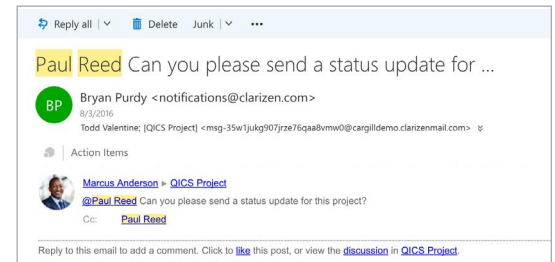 Reply all | Delete Junk | •••
Paul Reed Can you please send a status update for ...
BP
Bryan Purdy <notifications@clarizen.com>
8/3/2016
Todd Valentine; [QICS Project] <msg-35w1jukg907jrze76qaa8vmw0@cargilldemo.clarizenmail.com>
Action Items
Marcus Anderson ▸ QICS Project
@Paul Reed Can you please send a status update for this project?
Cc: Paul Reed
Reply to this email to add a comment. Click to like this post, or view the discussion in QICS Project.